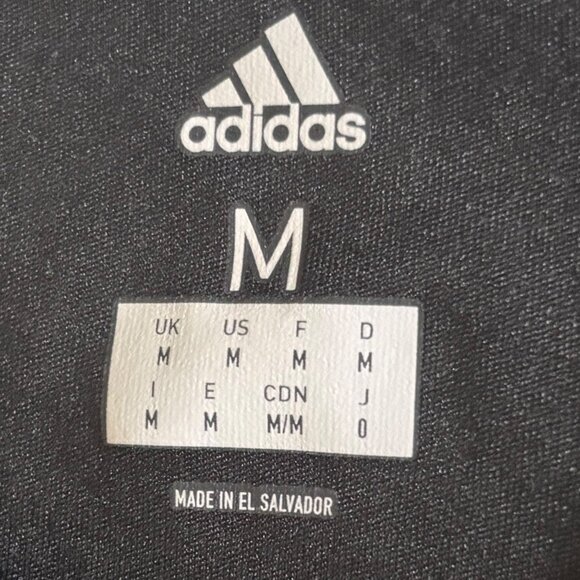 adidas
M
UK US F D
M M M M
I E CDN J
M M M/M O
MADE IN EL SALVADOR